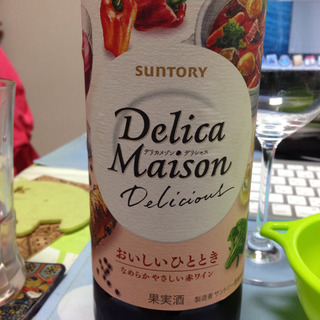 SUNTORY
Delica
デリカメゾン デリシャス
Maison
Delicious
おいしいひととき
なめらかやさしい赤ワイン
果実酒